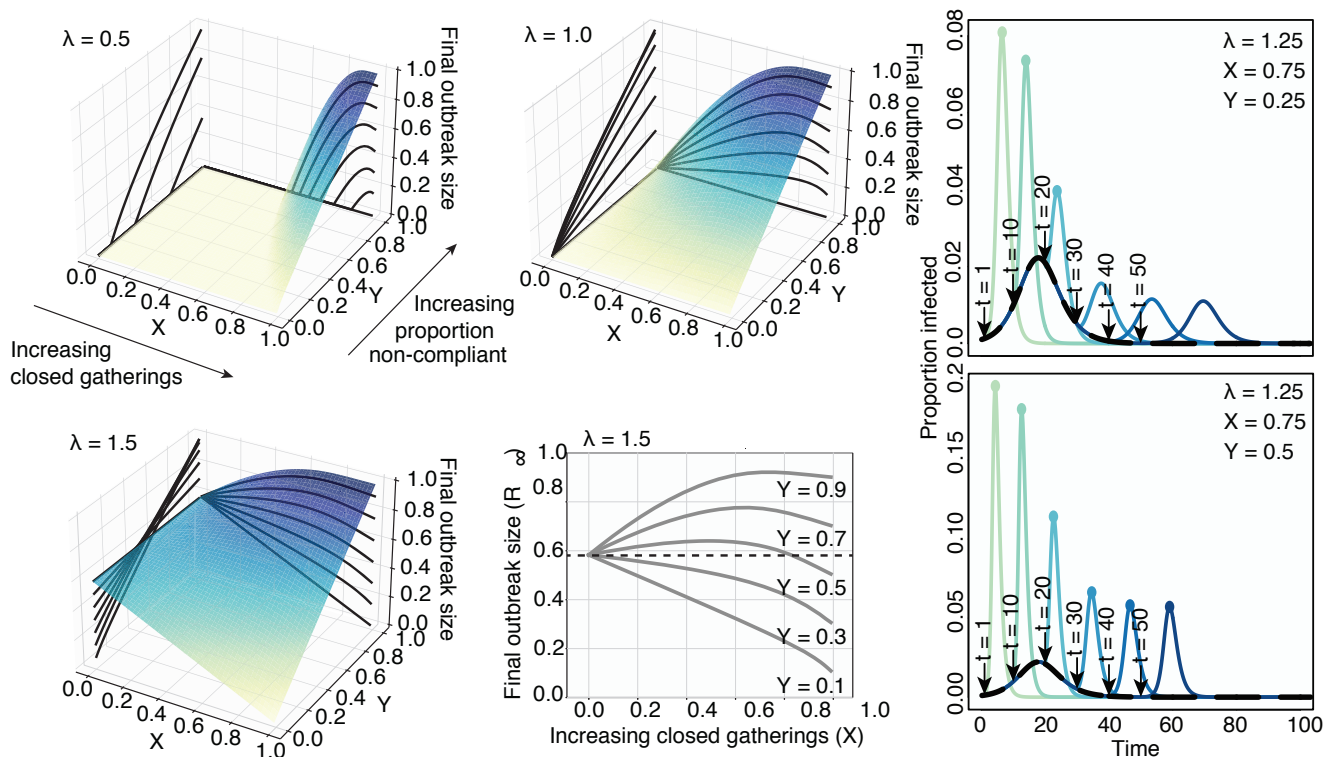 λ = 0.5
Final outbreak size
1.0
0.8
0.6
0.4
0.2
0.0
0.0
0.2
0.4
0.6
0.8
1.0
X
0.0
0.2
0.4
0.6
0.8
1.0
Y
Increasing
closed gatherings
Increasing
proportion
non-compliant
λ = 1.0
Final outbreak size
1.0
0.8
0.6
0.4
0.2
0.0
0.0
0.2
0.4
0.6
0.8
1.0
X
0.0
0.2
0.4
0.6
0.8
1.0
Y
λ = 1.5
Final outbreak size
1.0
0.8
0.6
0.4
0.2
0.0
0.0
0.2
0.4
0.6
0.8
1.0
X
0.0
0.2
0.4
0.6
0.8
1.0
Y
λ = 1.5
Final outbreak size (R∞)
1.0
0.8
0.6
0.4
0.2
0.0
Y = 0.9
Y = 0.7
Y = 0.5
Y = 0.3
Y = 0.1
0.0 0.2 0.4 0.6 0.8 1.0
Increasing closed gatherings (X)
Proportion infected
0.08
0.06
0.04
0.02
0.0
λ = 1.25
X = 0.75
Y = 0.25
t = 1
t = 10
t = 20
t = 30
t = 40
t = 50
0.2
0.15
0.10
0.05
0.00
λ = 1.25
X = 0.75
Y = 0.5
t = 1
t = 10
t = 20
t = 30
t = 40
t = 50
0 20 40 60 80 100
Time